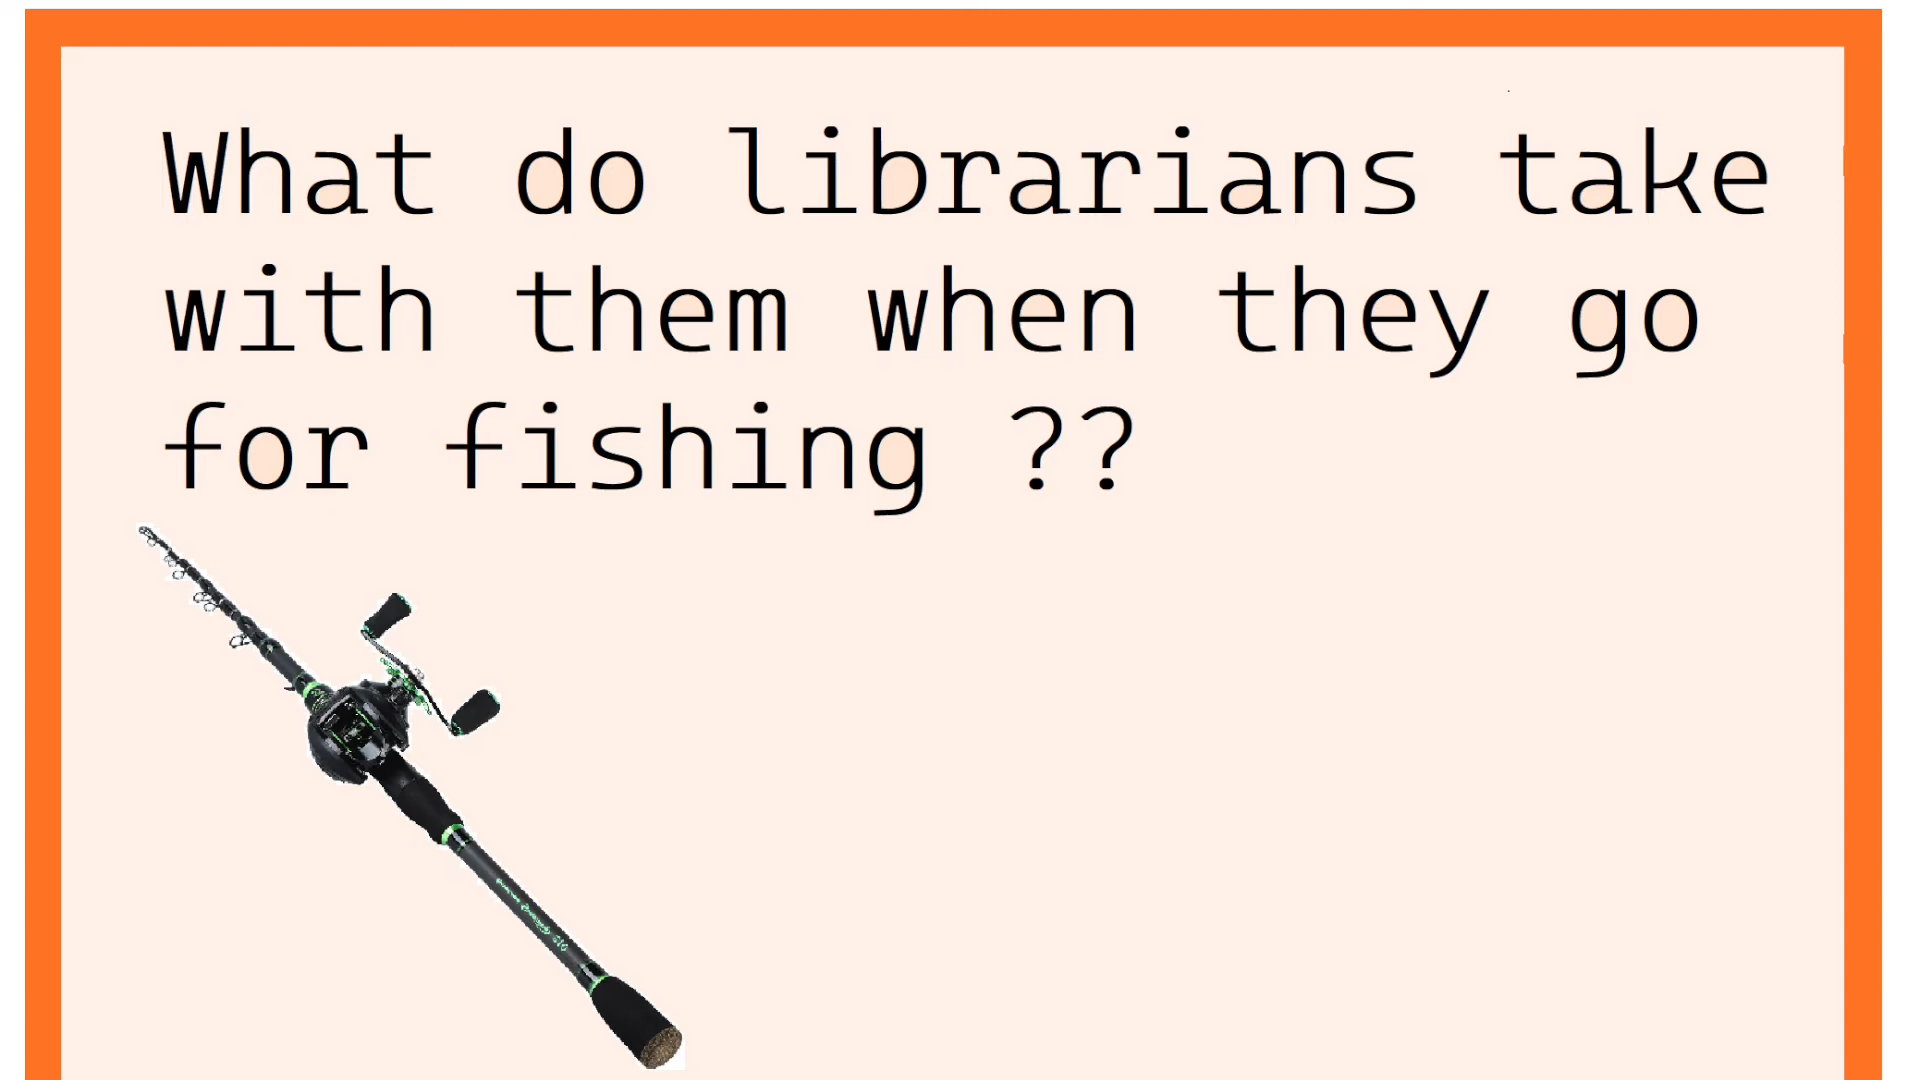 What do librarians take
with them when they go
for fishing ??